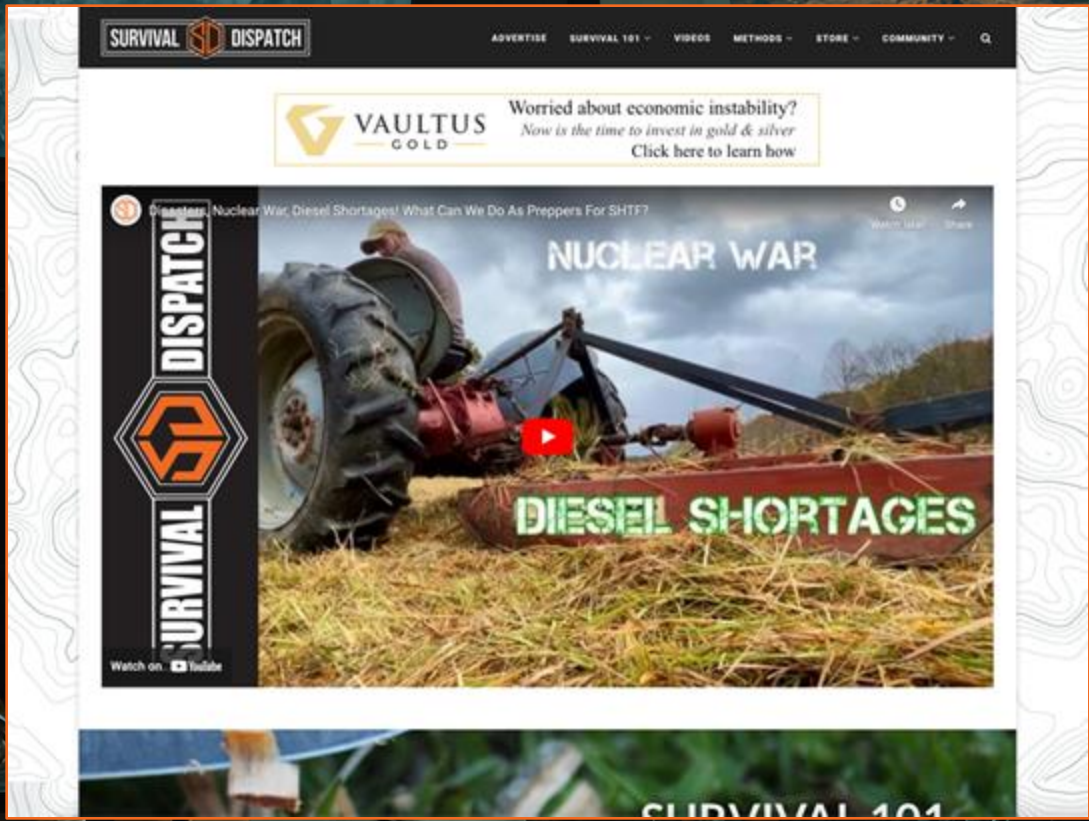 SURVIVAL DISPATCH
ADVERTISE SURVIVAL 101 VIDEOS METHODS STORE COMMUNITY
VAULTUS
GOLD
Worried about economic instability?
Now is the time to invest in gold & silver
Click here to learn how
Disasters, Nuclear War, Diesel Shortages! What Can We Do As Preppers For SHTF?
Watch later Share
NUCLEAR WAR
DIESEL SHORTAGES
SURVIVAL DISPATCH
Watch on YouTube
SURVIVAL 101